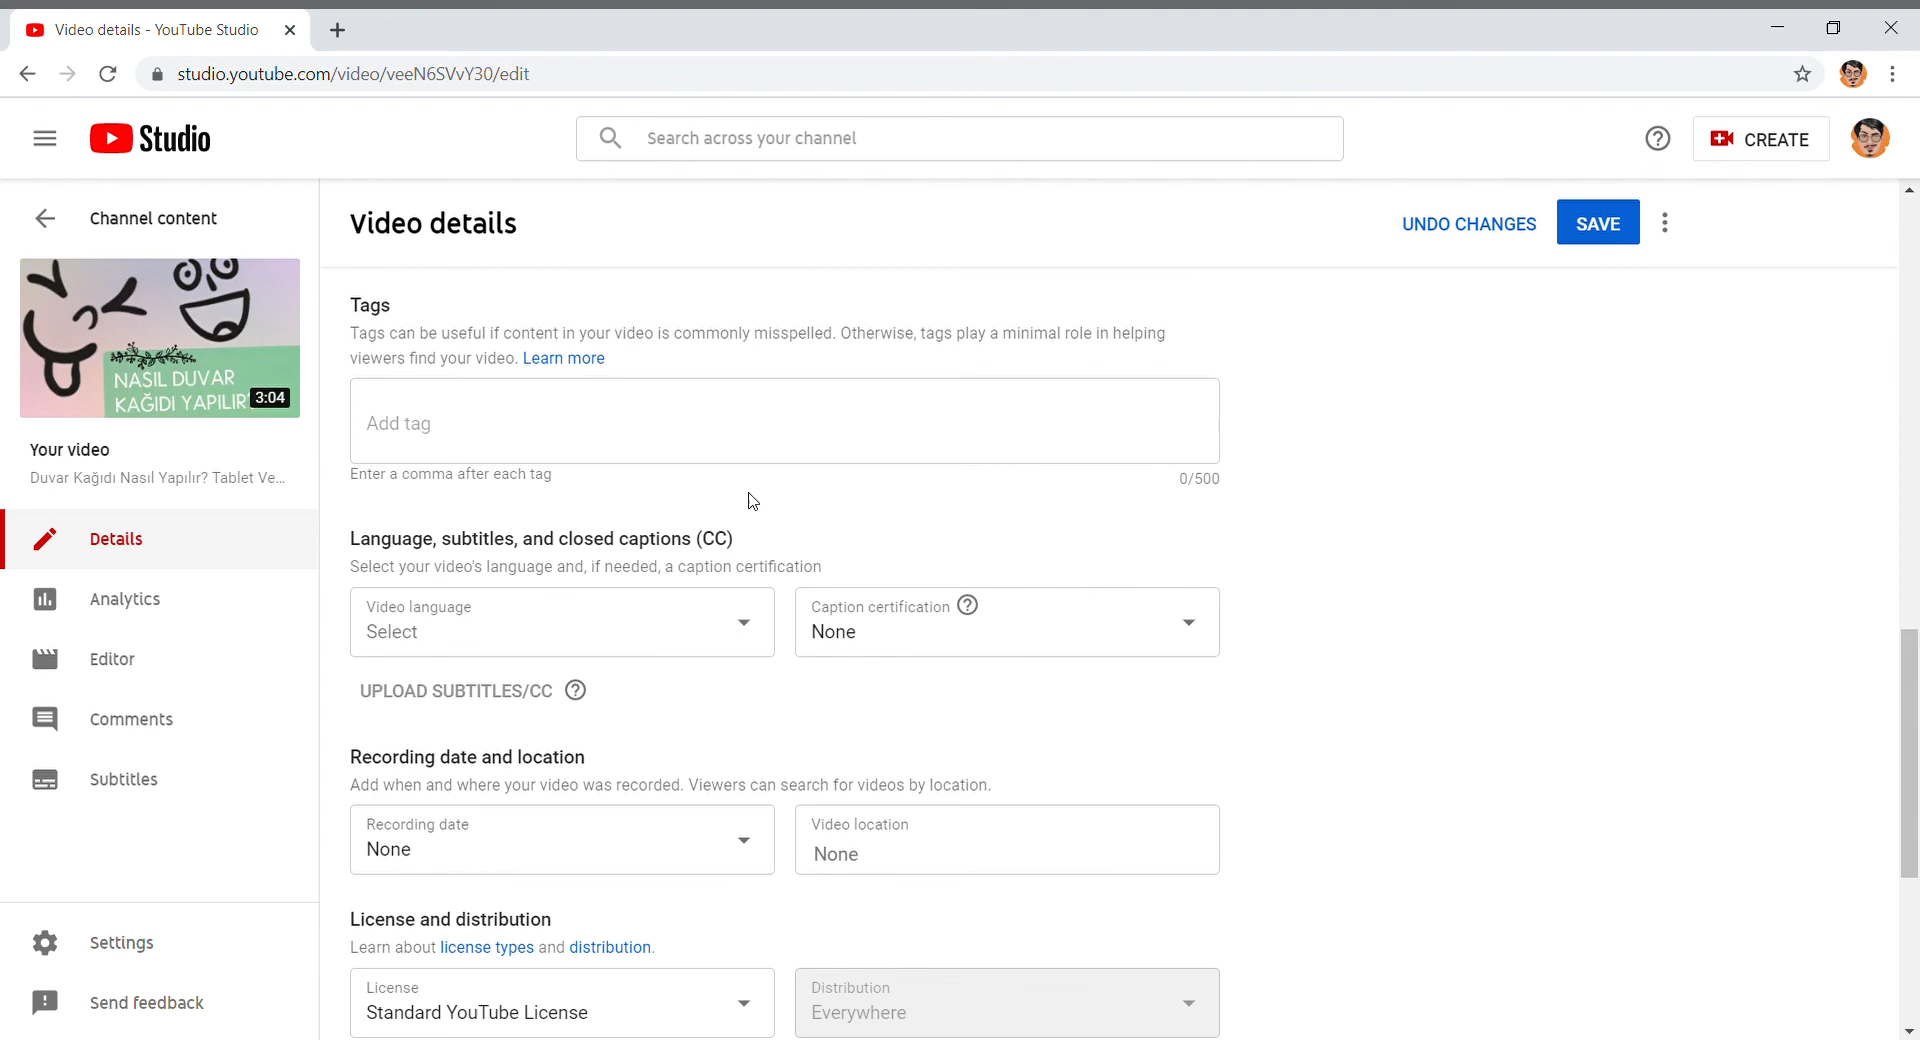 Video details - YouTube Studio
studio.youtube.com/video/veeN6SVvY30/edit
Studio
Search across your channel
CREATE
Channel content
NASIL DUVAR
KAĞIDI YAPILIR?
3:04
Your video
Duvar Kağıdı Nasıl Yapılır? Tablet Ve...
Details
Analytics
Editor
Comments
Subtitles
Settings
Send feedback
Video details
UNDO CHANGES
SAVE
Tags
Tags can be useful if content in your video is commonly misspelled. Otherwise, tags play a minimal role in helping
viewers find your video. Learn more
Add tag
Enter a comma after each tag
0/500
Language, subtitles, and closed captions (CC)
Select your video's language and, if needed, a caption certification
Video language
Select
Caption certification
None
UPLOAD SUBTITLES/CC
Recording date and location
Add when and where your video was recorded. Viewers can search for videos by location.
Recording date
None
Video location
None
License and distribution
Learn about license types and distribution.
License
Standard YouTube License
Distribution
Everywhere